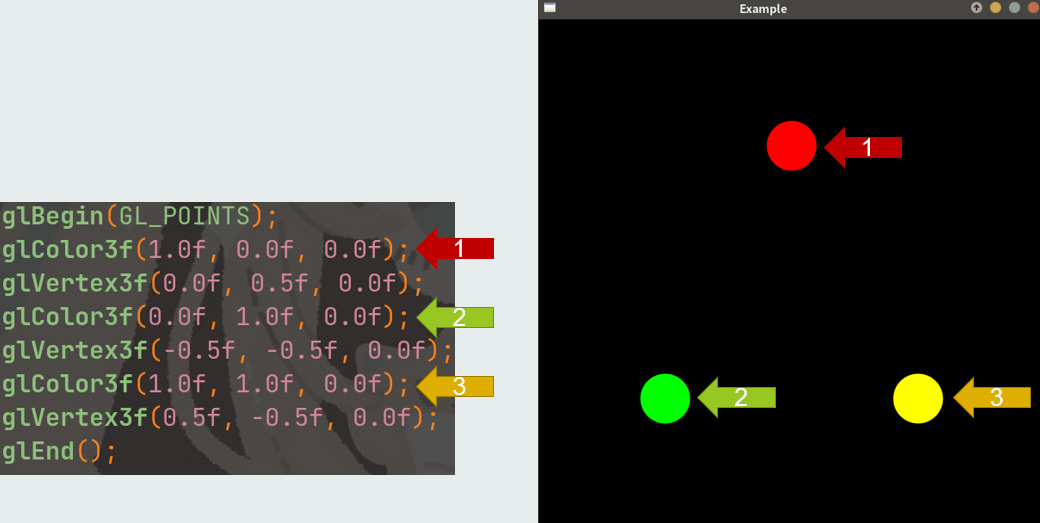 glBegin(GL_POINTS);
glColor3f(1.0f, 0.0f, 0.0f); 1
glVertex3f(0.0f, 0.5f, 0.0f);
glColor3f(0.0f, 1.0f, 0.0f); 2
glVertex3f(-0.5f, -0.5f, 0.0f);
glColor3f(1.0f, 1.0f, 0.0f); 3
glVertex3f(0.5f, -0.5f, 0.0f);
glEnd();
Example
1
2
3